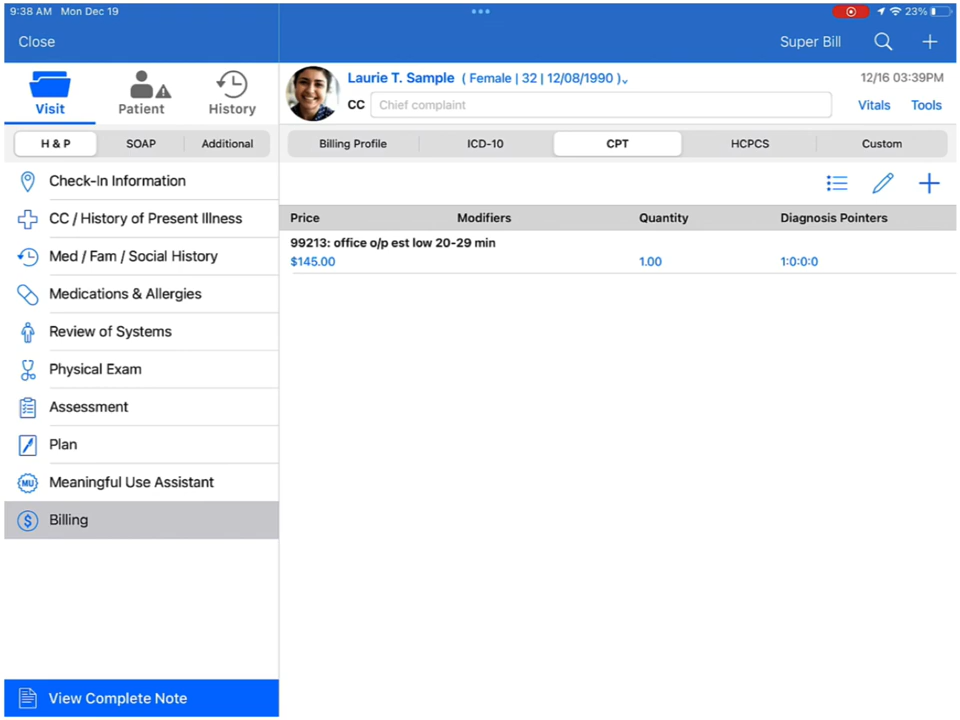 9:38 AM Mon Dec 19
23%
Close
Super Bill
Visit
Patient
History
Laurie T. Sample ( Female | 32 | 12/08/1990 )
12/16 03:39PM
CC Chief complaint
Vitals Tools
H & P SOAP Additional
Billing Profile ICD-10 CPT HCPCS Custom
Check-In Information
CC / History of Present Illness
Med / Fam / Social History
Medications & Allergies
Review of Systems
Physical Exam
Assessment
Plan
MU Meaningful Use Assistant
$ Billing
View Complete Note
Price Modifiers Quantity Diagnosis Pointers
99213: office o/p est low 20-29 min
$145.00 1.00 1:0:0:0